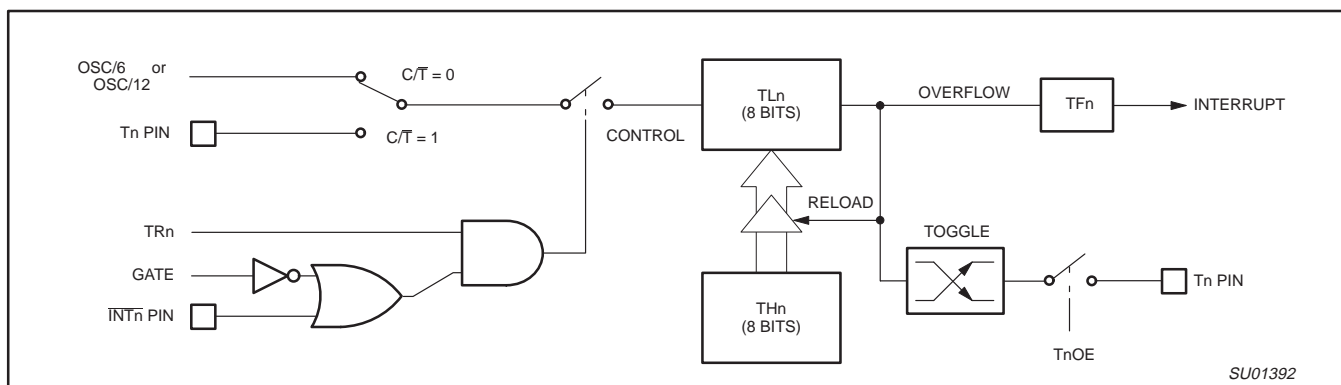 OSC/6 or
OSC/12
C/T̅ = 0
Tn PIN
C/T̅ = 1
CONTROL
TLn
(8 BITS)
OVERFLOW
TFn
INTERRUPT
RELOAD
TRn
GATE
I̅N̅T̅n̅ PIN
THn
(8 BITS)
TOGGLE
Tn PIN
TnOE
SU01392